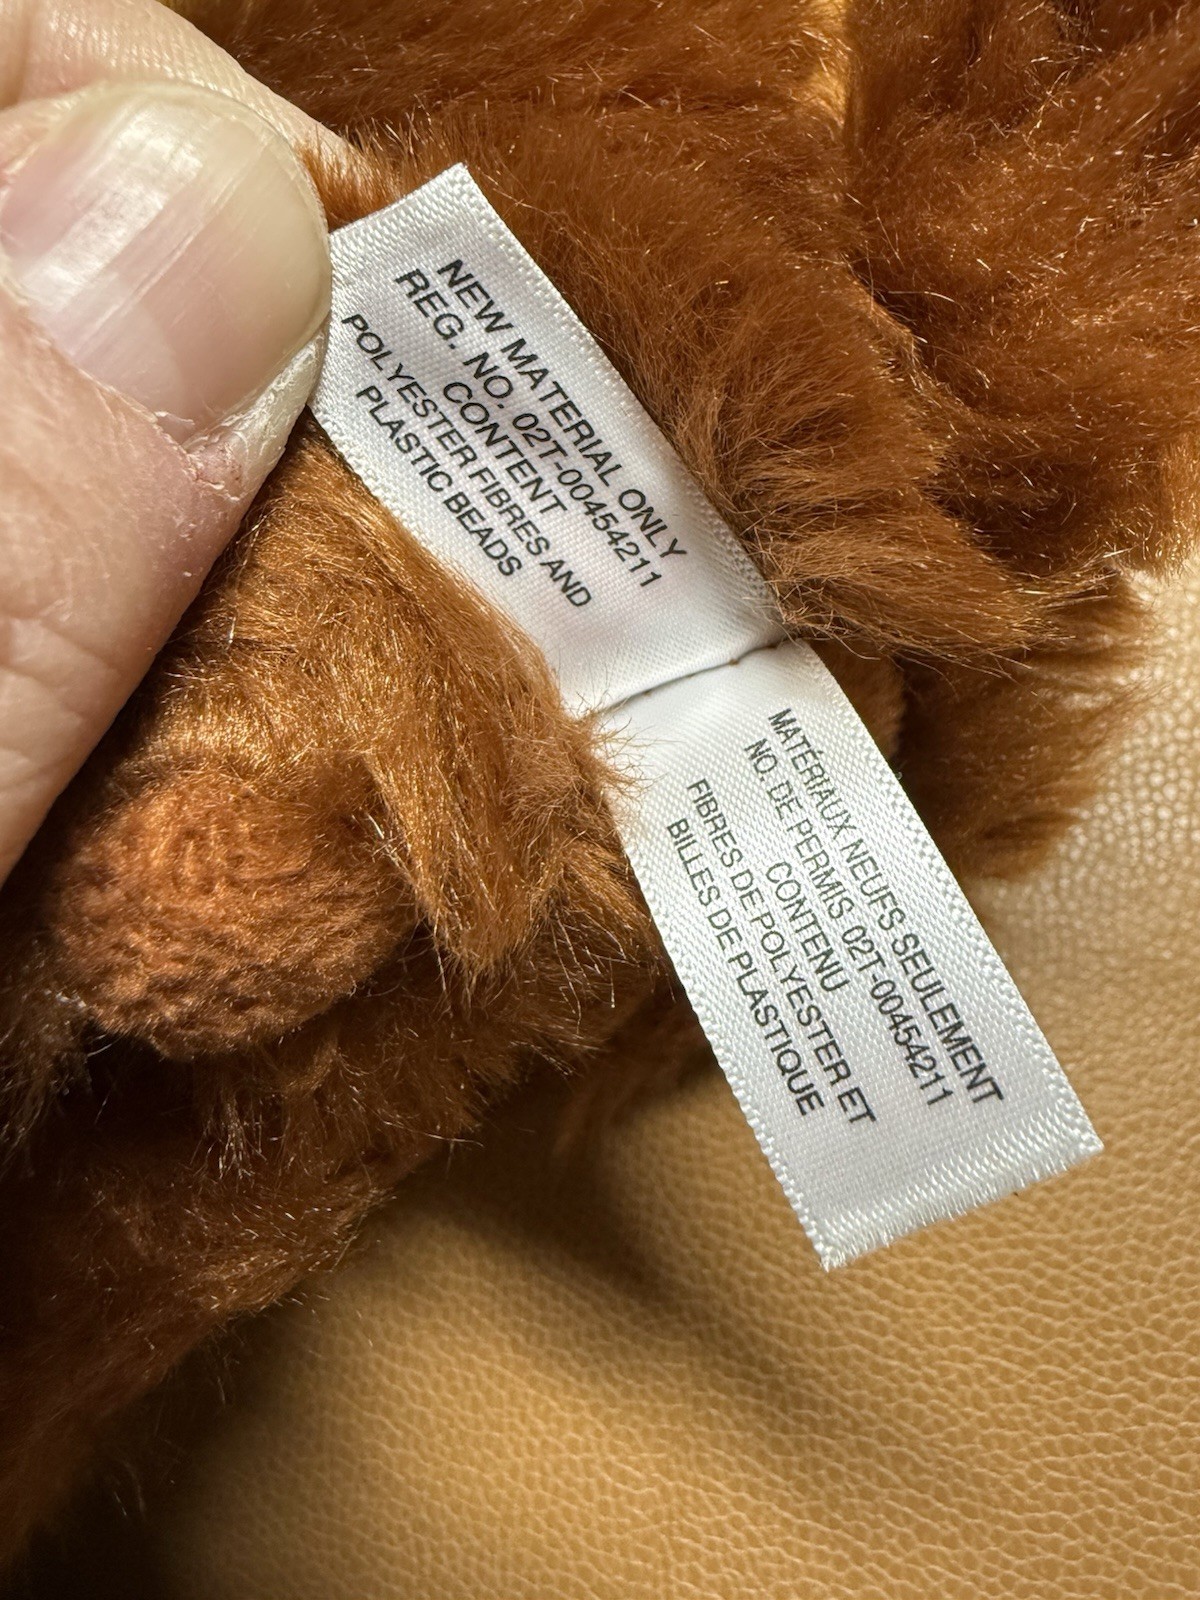 NEW MATERIAL ONLY
REG. NO. 02T-00454211
CONTENT
POLYESTER FIBRES AND
PLASTIC BEADS
MATÉRIAUX NEUFS SEULEMENT
NO. DE PERMIS 02T-00454211
CONTENU
FIBRES DE POLYESTER ET
BILLES DE PLASTIQUE